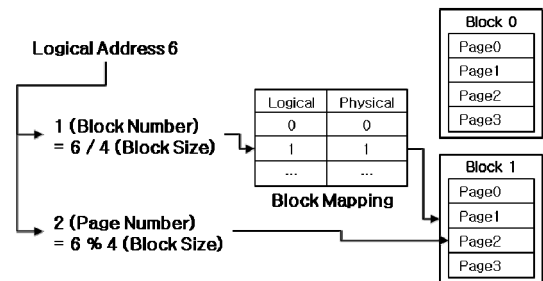 Logical Address 6
1 (Block Number)
= 6 / 4 (Block Size)
2 (Page Number)
= 6 % 4 (Block Size)
Logical Physical
0 0
1 1
... ...
Block Mapping
Block 0
Page0
Page1
Page2
Page3
Block 1
Page0
Page1
Page2
Page3